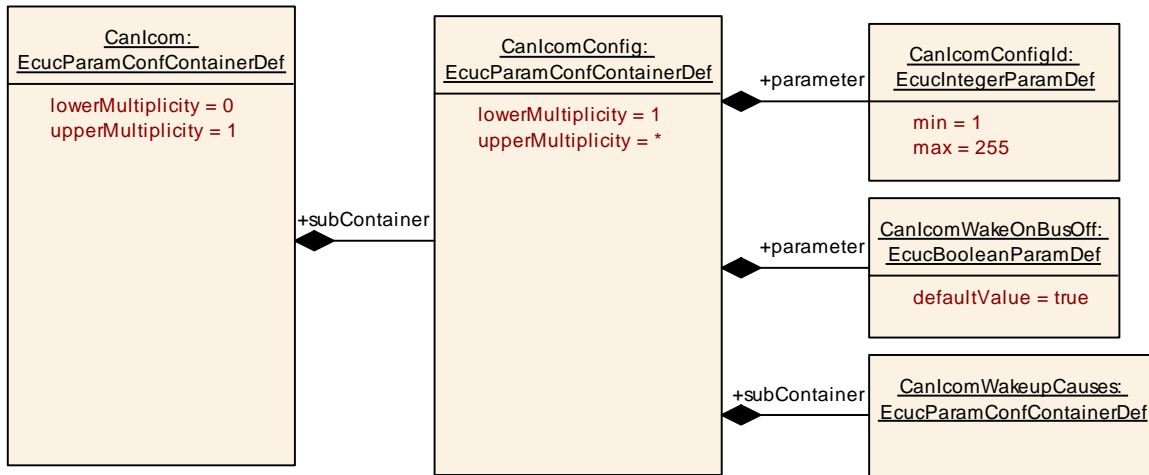 CanIcom:
EcucParamConfContainerDef
lowerMultiplicity = 0
upperMultiplicity = 1
+subContainer
CanIcomConfig:
EcucParamConfContainerDef
lowerMultiplicity = 1
upperMultiplicity = *
+parameter
CanIcomConfigId:
EcucIntegerParamDef
min = 1
max = 255
+parameter
CanIcomWakeOnBusOff:
EcucBooleanParamDef
defaultValue = true
+subContainer
CanIcomWakeupCauses:
EcucParamConfContainerDef